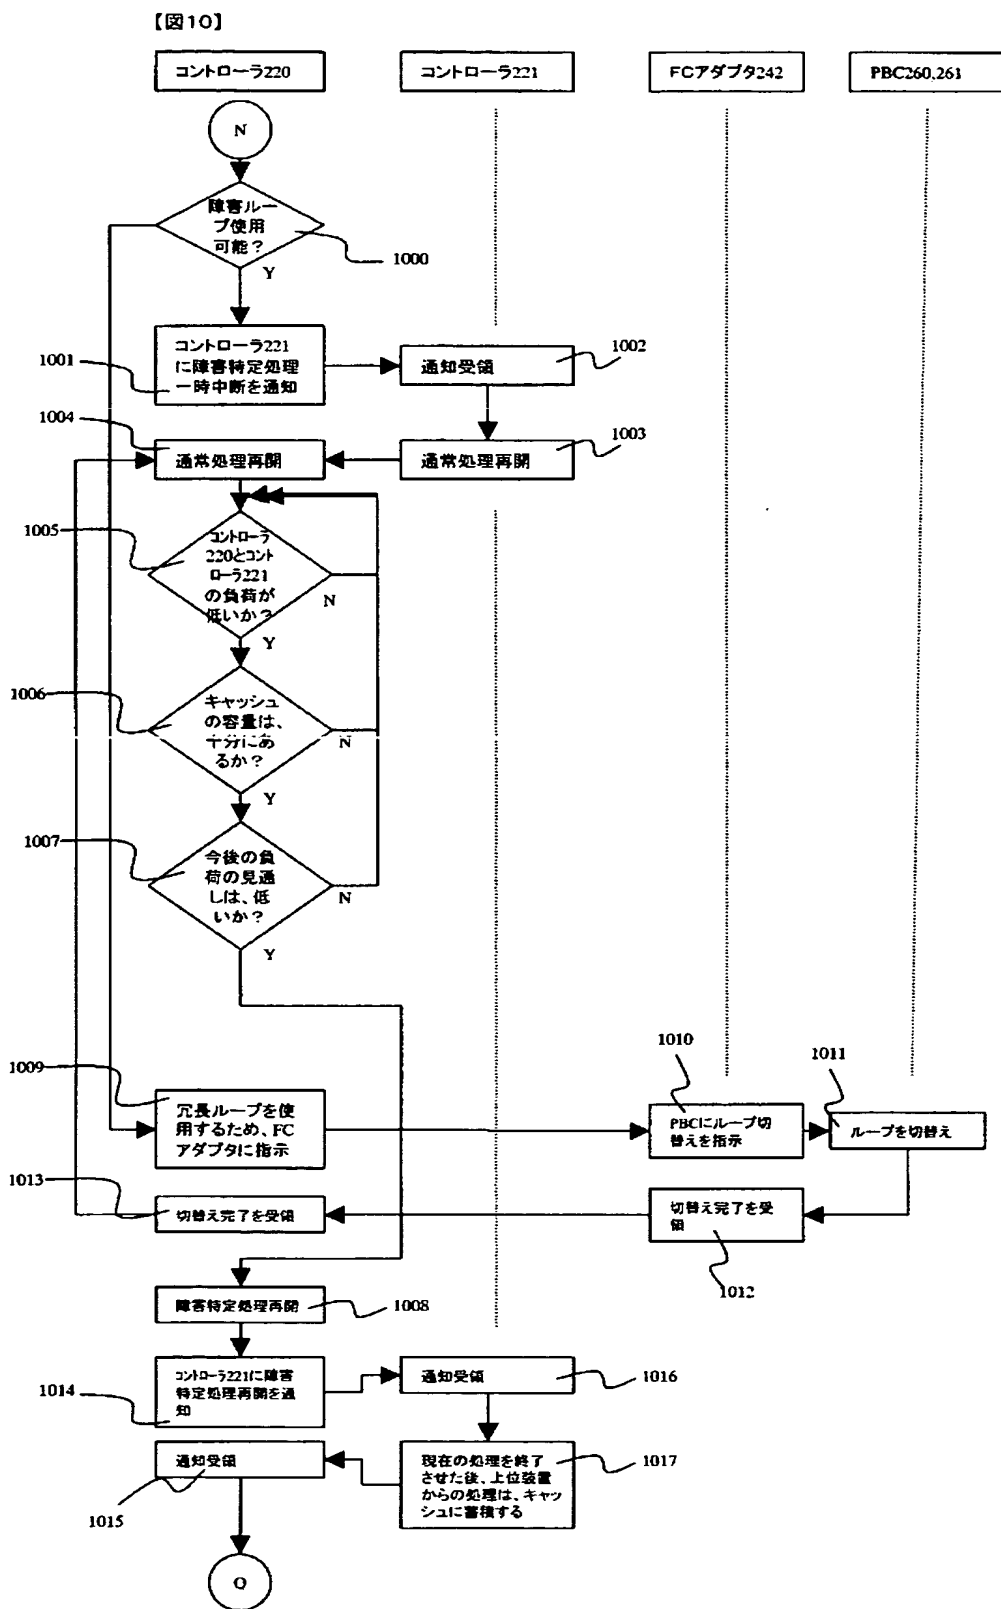 【図10】
コントローラ220
コントローラ221
FCアダプタ242
PBC260,261
N
障害ルー
プ使用
可能？
1000
Y
コントローラ221
に障害特定処理
一時中断を通知
1001
通知受領
1002
1004
通常処理再開
通常処理再開
1003
1005
コントローラ
220とコント
ローラ221
の負荷が
低いか？
N
Y
1006
キャッシュ
の容量は、
十分にあ
るか？
N
Y
1007
今後の負
荷の見通
しは、低
いか？
N
Y
1009
冗長ループを使
用するため、FC
アダプタに指示
1010
PBCにループ切
替えを指示
1011
ループを切替え
1013
切替え完了を受領
切替え完了を受
領
1012
障害特定処理再開
1008
コントローラ221に障害
特定処理再開を通
知
1014
通知受領
1016
通知受領
1015
現在の処理を終了
させた後、上位装置
からの処理は、キャッ
シュに蓄積する
1017
Q